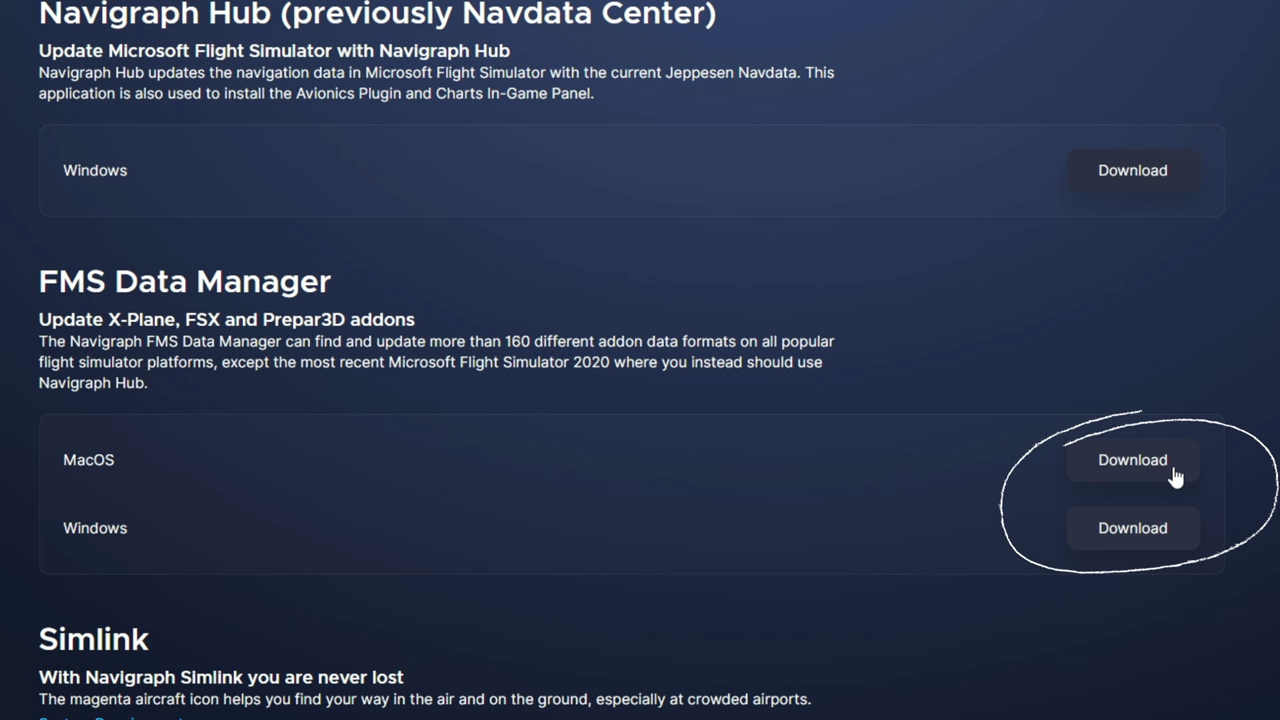 Navigraph Hub (previously Navdata Center)
Update Microsoft Flight Simulator with Navigraph Hub
Navigraph Hub updates the navigation data in Microsoft Flight Simulator with the current Jeppesen Navdata. This
application is also used to install the Avionics Plugin and Charts In-Game Panel.
Windows
Download
FMS Data Manager
Update X-Plane, FSX and Prepar3D addons
The Navigraph FMS Data Manager can find and update more than 160 different addon data formats on all popular
flight simulator platforms, except the most recent Microsoft Flight Simulator 2020 where you instead should use
Navigraph Hub.
MacOS
Download
Windows
Download
Simlink
With Navigraph Simlink you are never lost
The magenta aircraft icon helps you find your way in the air and on the ground, especially at crowded airports.